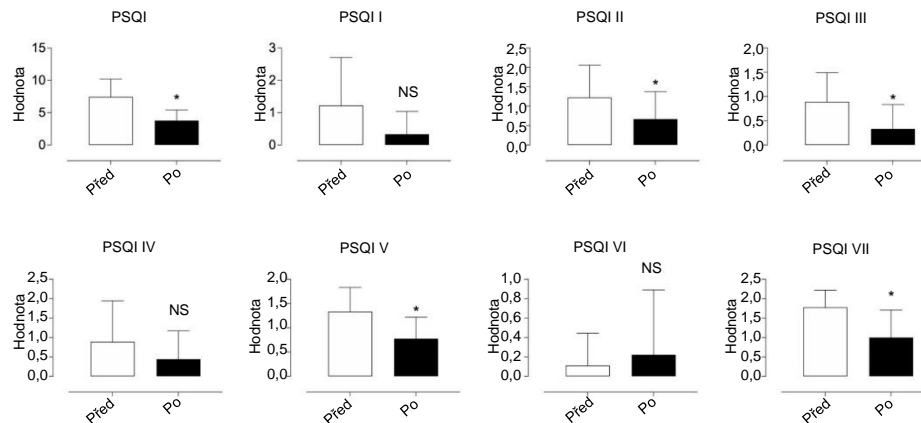 PSQI
PSQI I
PSQI II
PSQI III
Hodnota
15
10
5
0
*
Před
Po
Hodnota
3
2
1
0
NS
Před
Po
Hodnota
2,5
2,0
1,5
1,0
0,5
0,0
*
Před
Po
Hodnota
2,0
1,5
1,0
0,5
0,0
*
Před
Po
PSQI IV
PSQI V
PSQI VI
PSQI VII
Hodnota
2,5
2,0
1,5
1,0
0,5
0,0
NS
Před
Po
Hodnota
2,0
1,5
1,0
0,5
0,0
*
Před
Po
Hodnota
1,0
0,8
0,6
0,4
0,2
0,0
NS
Před
Po
Hodnota
2,5
2,0
1,5
1,0
0,5
0,0
*
Před
Po